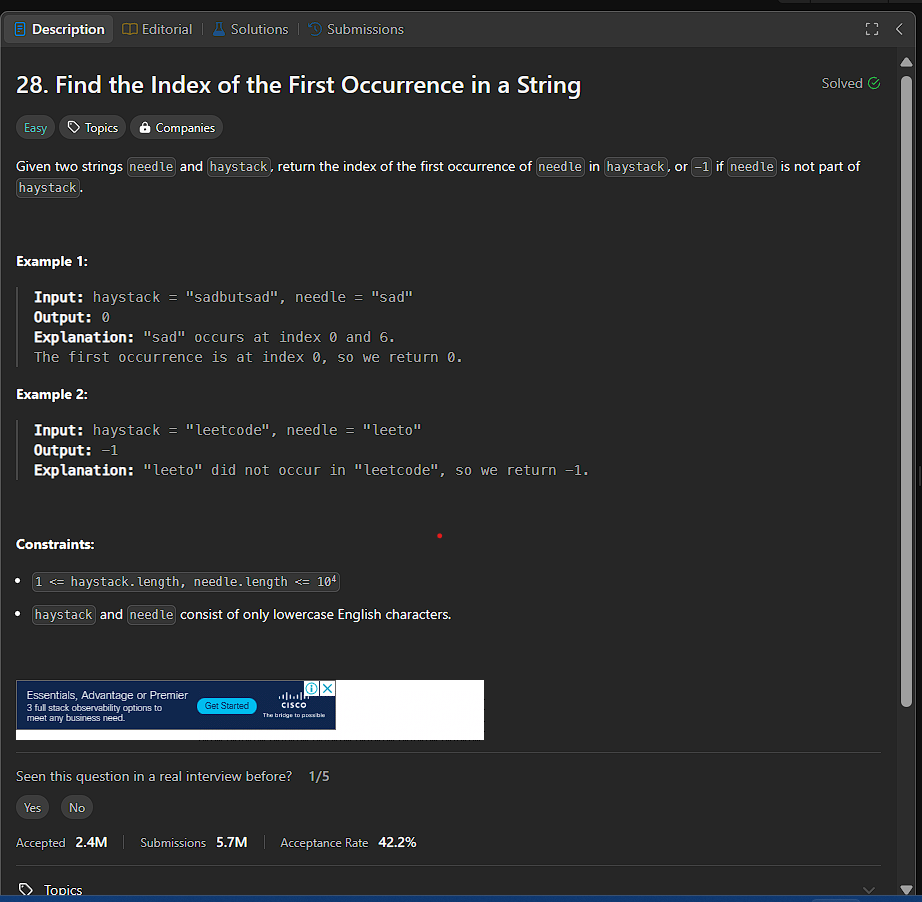 Description Editorial Solutions Submissions
28. Find the Index of the First Occurrence in a String
Solved
Easy Topics Companies
Given two strings needle and haystack, return the index of the first occurrence of needle in haystack, or -1 if needle is not part of
haystack.
Example 1:
Input: haystack = "sadbutsad", needle = "sad"
Output: 0
Explanation: "sad" occurs at index 0 and 6.
The first occurrence is at index 0, so we return 0.
Example 2:
Input: haystack = "leetcode", needle = "leeto"
Output: -1
Explanation: "leeto" did not occur in "leetcode", so we return -1.
Constraints:
• 1 <= haystack.length, needle.length <= 10⁴
• haystack and needle consist of only lowercase English characters.
Essentials, Advantage or Premier
3 full stack observability options to
meet any business need.
Get Started
CISCO
The bridge to possible
Seen this question in a real interview before? 1/5
Yes No
Accepted 2.4M Submissions 5.7M Acceptance Rate 42.2%
Topics